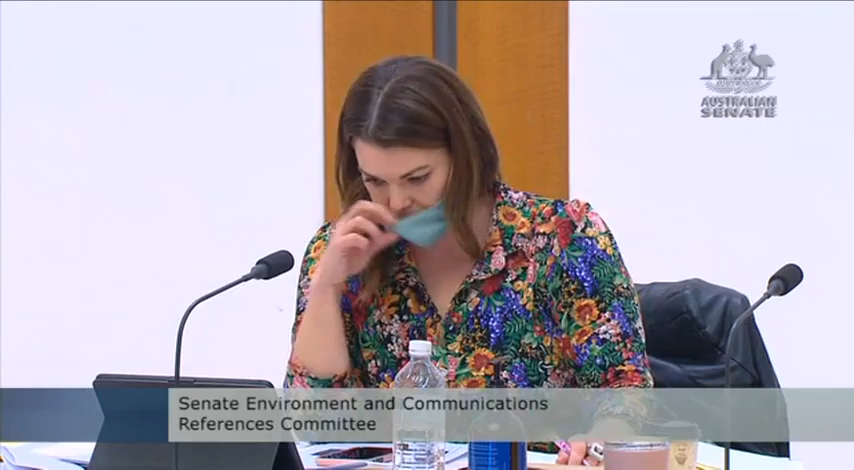 AUSTRALIAN
SENATE
Senate Environment and Communications
References Committee